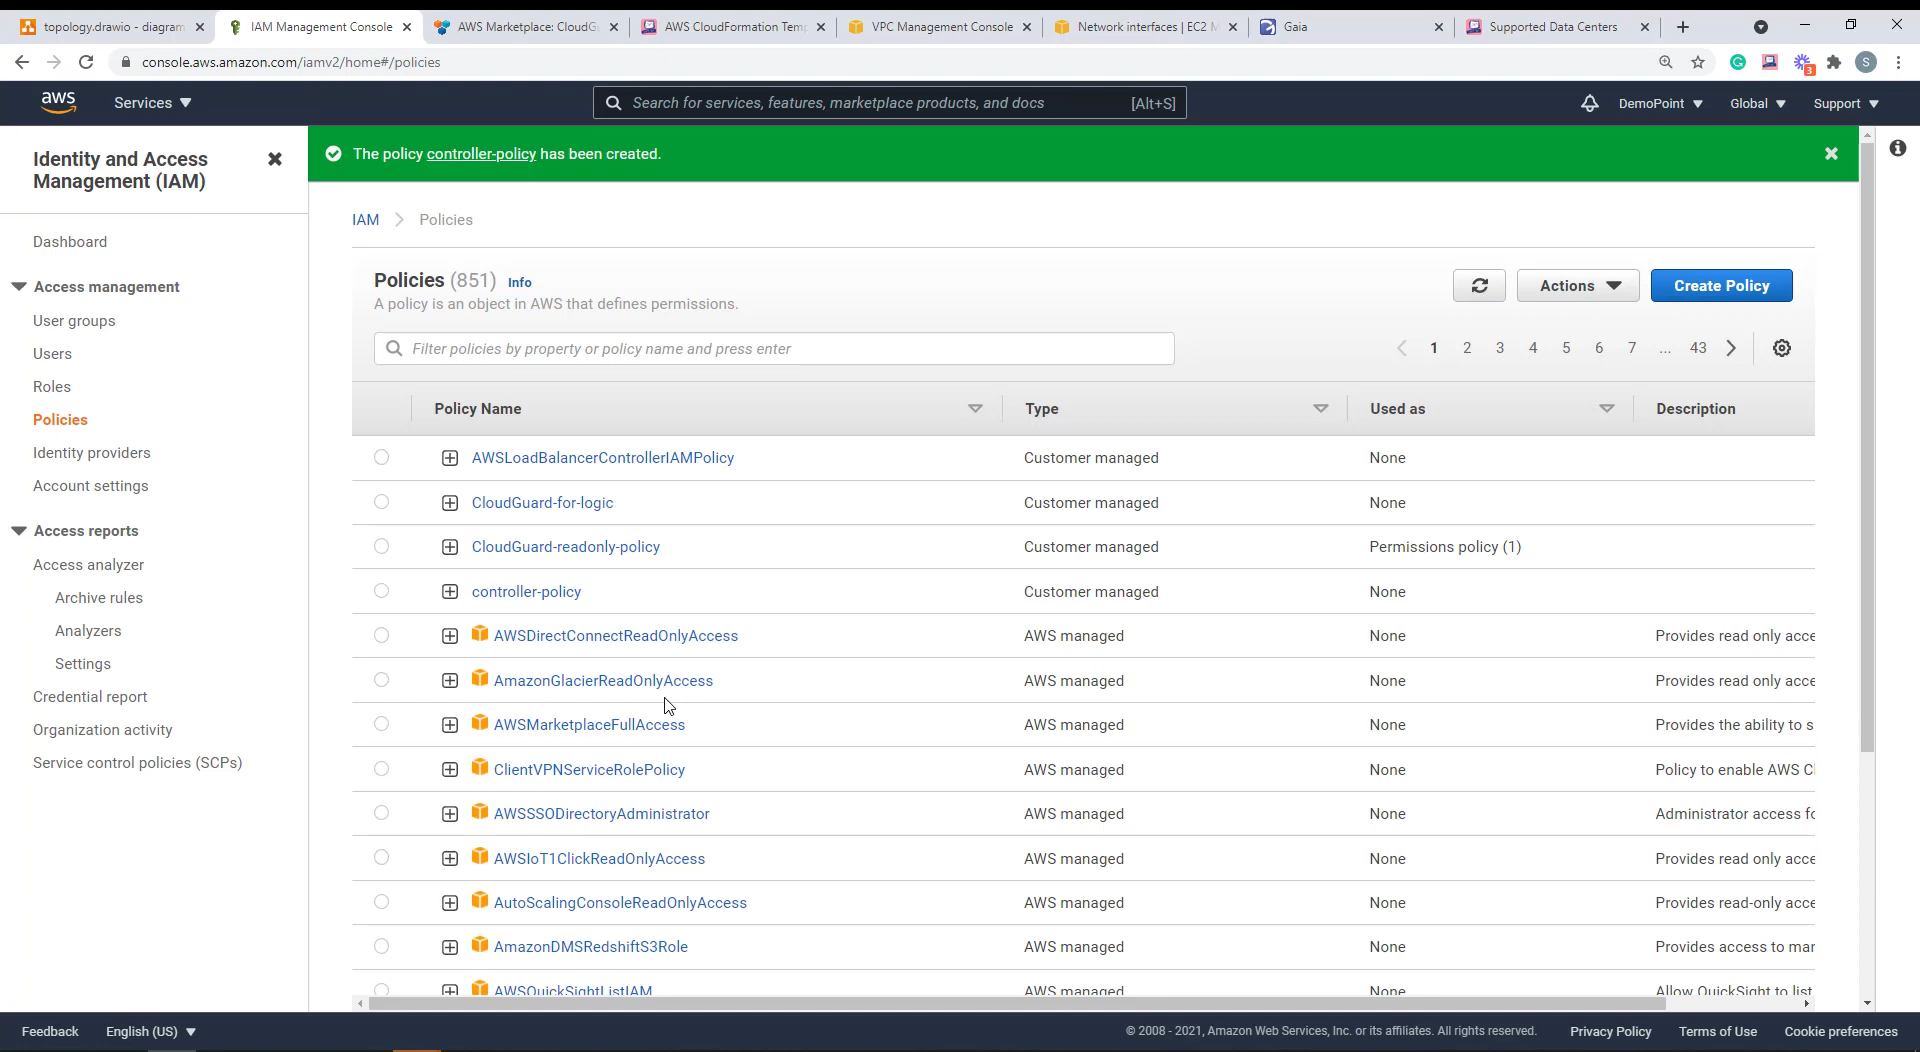 topology.drawio - diagram
IAM Management Console
AWS Marketplace: CloudGu
AWS CloudFormation Temp
VPC Management Console
Network interfaces | EC2 M
Gaia
Supported Data Centers
console.aws.amazon.com/iamv2/home#/policies
3
S
aws
Services
Search for services, features, marketplace products, and docs
[Alt+S]
DemoPoint
Global
Support
Identity and Access
Management (IAM)
The policy controller-policy has been created.
IAM
Policies
Dashboard
Access management
User groups
Users
Roles
Policies
Identity providers
Account settings
Access reports
Access analyzer
Archive rules
Analyzers
Settings
Credential report
Organization activity
Service control policies (SCPs)
Policies (851) Info
A policy is an object in AWS that defines permissions.
Actions
Create Policy
Filter policies by property or policy name and press enter
1 2 3 4 5 6 7 ... 43
Policy Name Type Used as Description
AWSLoadBalancerControllerIAMPolicy Customer managed None
CloudGuard-for-logic Customer managed None
CloudGuard-readonly-policy Customer managed Permissions policy (1)
controller-policy Customer managed None
AWSDirectConnectReadOnlyAccess AWS managed None Provides read only acce
AmazonGlacierReadOnlyAccess AWS managed None Provides read only acce
AWSMarketplaceFullAccess AWS managed None Provides the ability to s
ClientVPNServiceRolePolicy AWS managed None Policy to enable AWS Cl
AWSSSODirectoryAdministrator AWS managed None Administrator access fo
AWSIoT1ClickReadOnlyAccess AWS managed None Provides read only acce
AutoScalingConsoleReadOnlyAccess AWS managed None Provides read-only acce
AmazonDMSRedshiftS3Role AWS managed None Provides access to mar
AWSQuickSightListIAM AWS managed None Allow QuickSight to list
Feedback
English (US)
© 2008 - 2021, Amazon Web Services, Inc. or its affiliates. All rights reserved.
Privacy Policy
Terms of Use
Cookie preferences